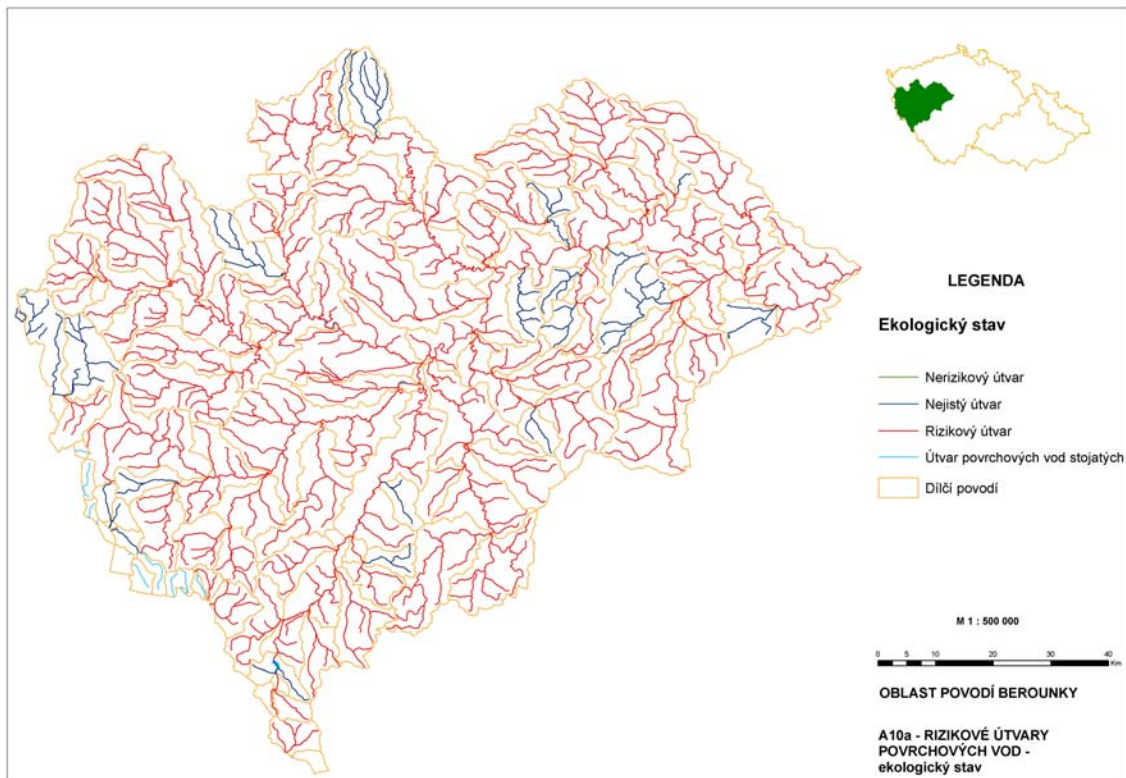 LEGENDA
Ekologický stav
Nerizikový útvar
Nejistý útvar
Rizikový útvar
Útvar povrchových vod stojatých
Dílčí povodí
M 1 : 500 000
0 5 10 20 30 40
Km
OBLAST POVODÍ BEROUNKY
A10a - RIZIKOVÉ ÚTVARY
POVRCHOVÝCH VOD -
ekologický stav